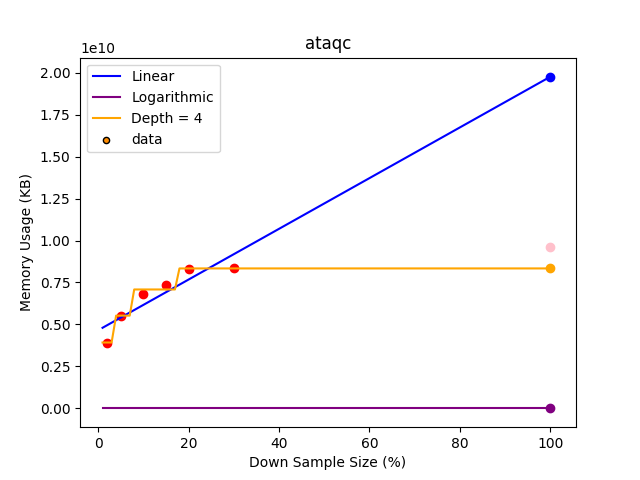 ataqc
1e10
Linear
Logarithmic
Depth = 4
data
2.00
1.75
1.50
1.25
1.00
0.75
0.50
0.25
0.00
Memory Usage (KB)
0 20 40 60 80 100
Down Sample Size (%)